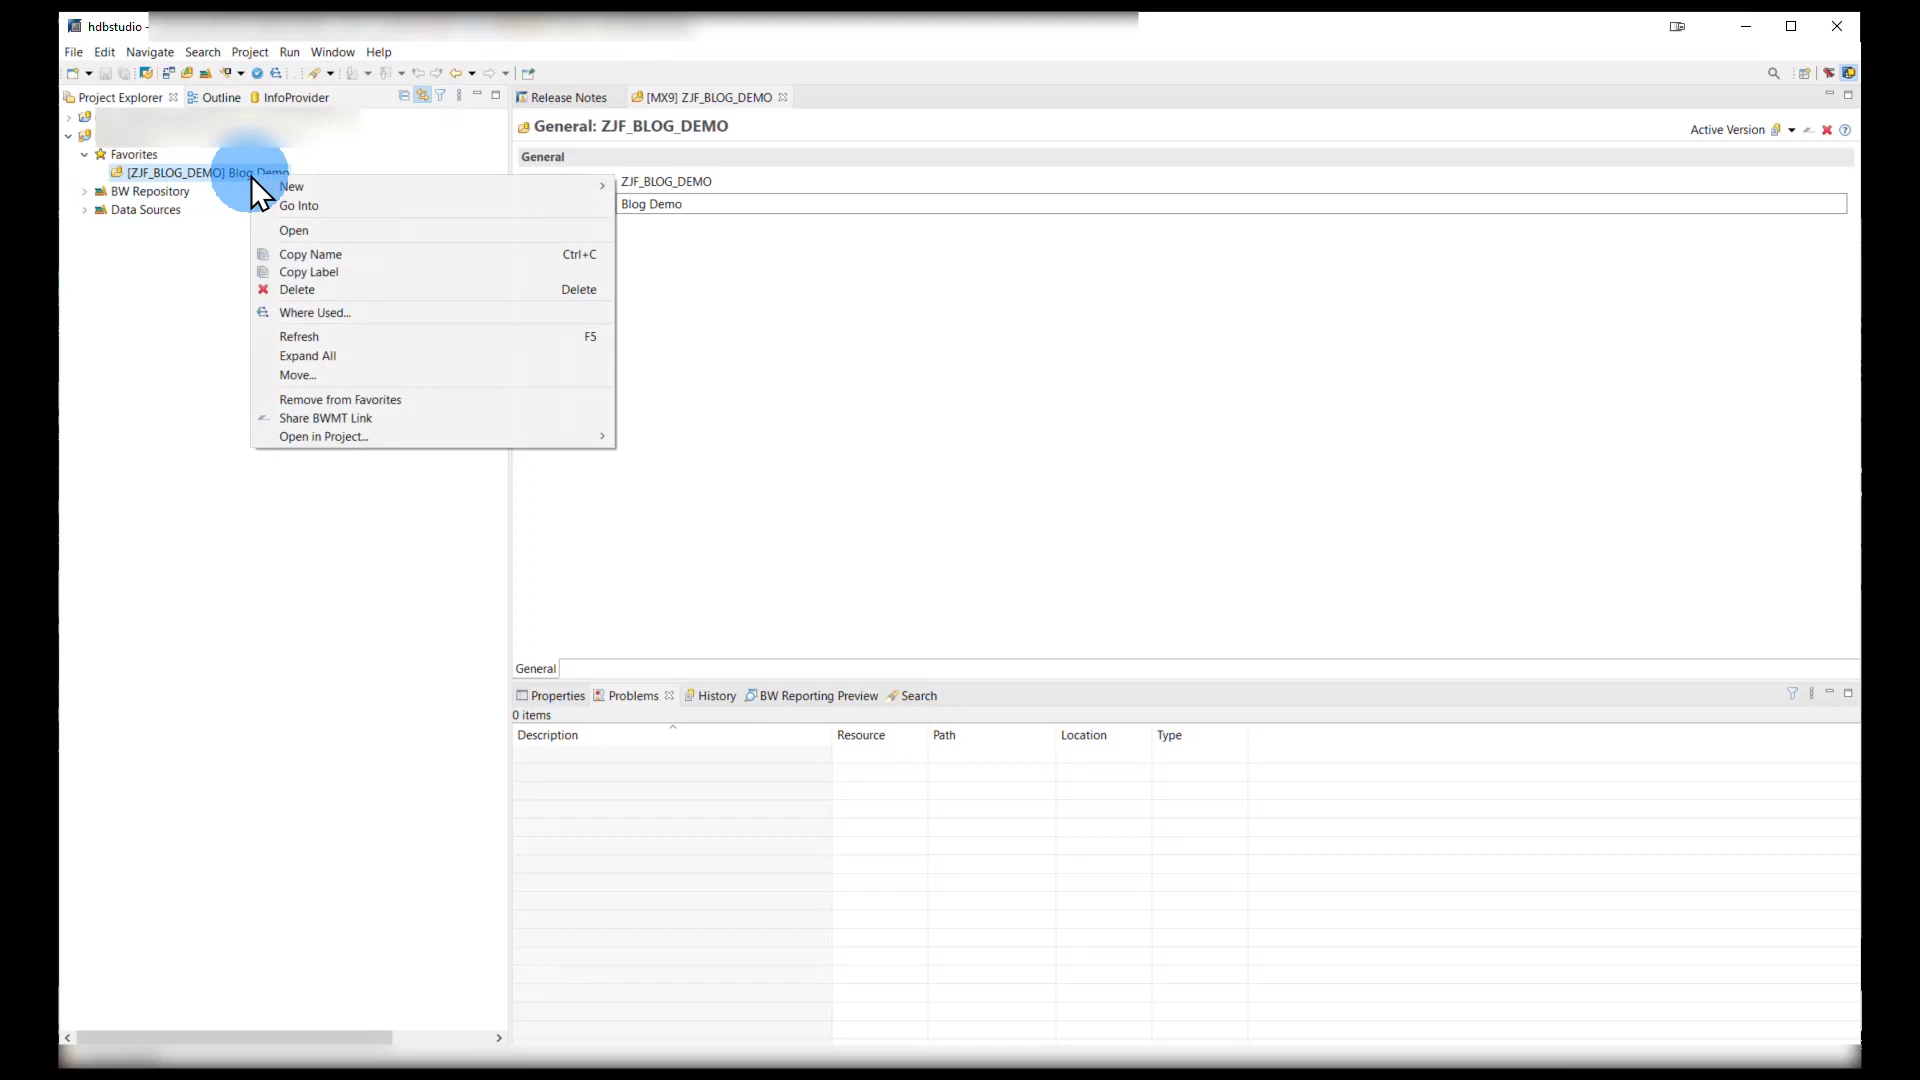 hdbstudio -
File Edit Navigate Search Project Run Window Help
Project Explorer Outline InfoProvider
Release Notes [MX9] ZJF_BLOG_DEMO
General: ZJF_BLOG_DEMO
Active Version
General
Favorites
[ZJF_BLOG_DEMO] Blog Demo
BW Repository
Data Sources
New
Go Into
Open
Copy Name Ctrl+C
Copy Label
Delete Delete
Where Used...
Refresh F5
Expand All
Move...
Remove from Favorites
Share BWMT Link
Open in Project...
ZJF_BLOG_DEMO
Blog Demo
General
Properties Problems History BW Reporting Preview Search
0 items
Description Resource Path Location Type